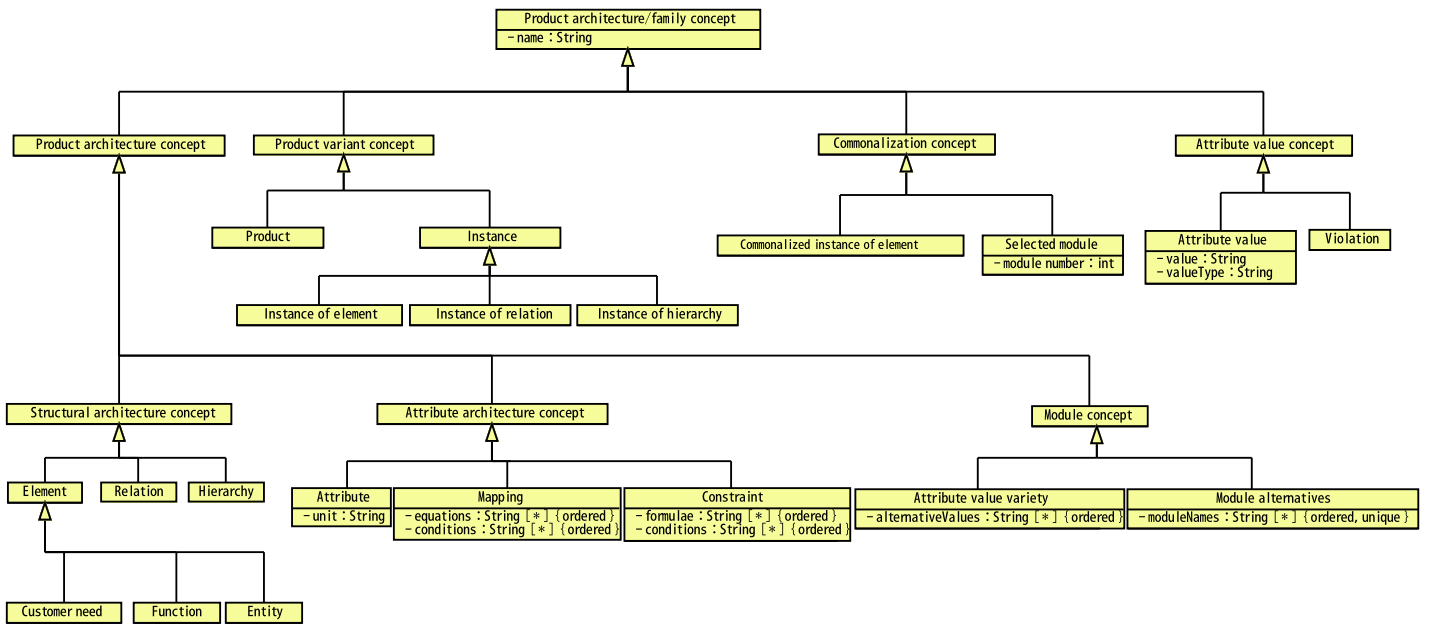 Product architecture/family concept
-name:String
Product architecture concept
Product variant concept
Commonalization concept
Attribute value concept
Product
Instance
Commonalized instance of element
Selected module
-module number:int
Attribute value
-value:String
-valueType:String
Violation
Instance of element
Instance of relation
Instance of hierarchy
Structural architecture concept
Attribute architecture concept
Module concept
Element
Relation
Hierarchy
Attribute
-unit:String
Mapping
-equations:String [*] {ordered}
-conditions:String [*] {ordered}
Constraint
-formulae:String [*] {ordered}
-conditions:String [*] {ordered}
Attribute value variety
-alternativeValues:String [*] {ordered}
Module alternatives
-moduleNames:String [*] {ordered, unique}
Customer need
Function
Entity